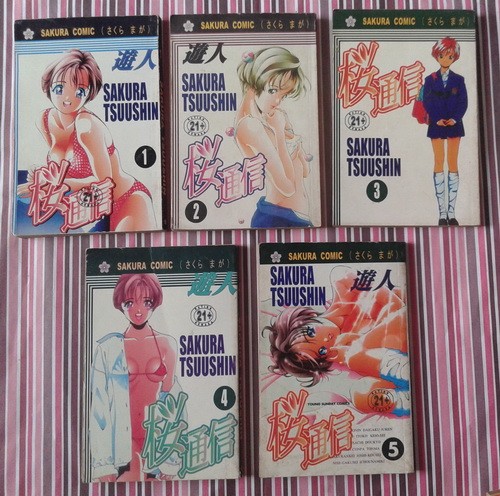 SAKURA COMIC (さくら まが)
遊人
SAKURA
TSUUSHIN
21+
1
桜通信
SAKURA COMIC (さくら まが)
遊人
SAKURA
TSUUSHIN
21+
2
桜通信
SAKURA COMIC (さくら まが)
桜通信
21+
SAKURA
TSUUSHIN
3
SAKURA COMIC (さくら まが)
遊人
21+
SAKURA
TSUUSHIN
4
桜通信
SAKURA COMIC (さくら まが)
SAKURA
TSUUSHIN
遊人
YOUNG SUNDAY COMICS
21+
桜通信
5